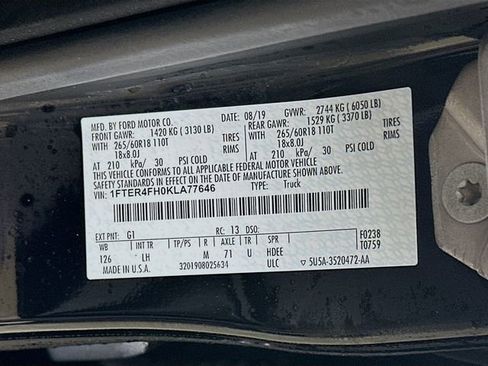 MFD. BY FORD MOTOR CO.
08/19 GVWR: 2744 KG ( 6050 LB)
FRONT GAWR: 1420 KG ( 3130 LB)
REAR GAWR: 1529 KG ( 3370 LB)
265/60R18 110T TIRES
265/60R18 110T TIRES
18x8.0J RIMS
18x8.0J RIMS
AT 210 kPa/ 30 PSI COLD
AT 210 kPa/ 30 PSI COLD
THIS VEHICLE CONFORMS TO ALL APPLICABLE FEDERAL MOTOR VEHICLE
SAFETY AND THEFT PREVENTION STANDARDS IN EFFECT ON THE DATE OF
MANUFACTURE SHOWN ABOVE.
VIN: 1FTER4FH0KLA77646
TYPE: Truck
EXT PNT: G1 RC: 13 DSO: F0238
WB INT TR TP/PS R AXLE TR SPR T0759
126 LH M 71 U HDEE
MADE IN U.S.A. 3201908025634 ULC ▽ 5U5A-3520472-AA